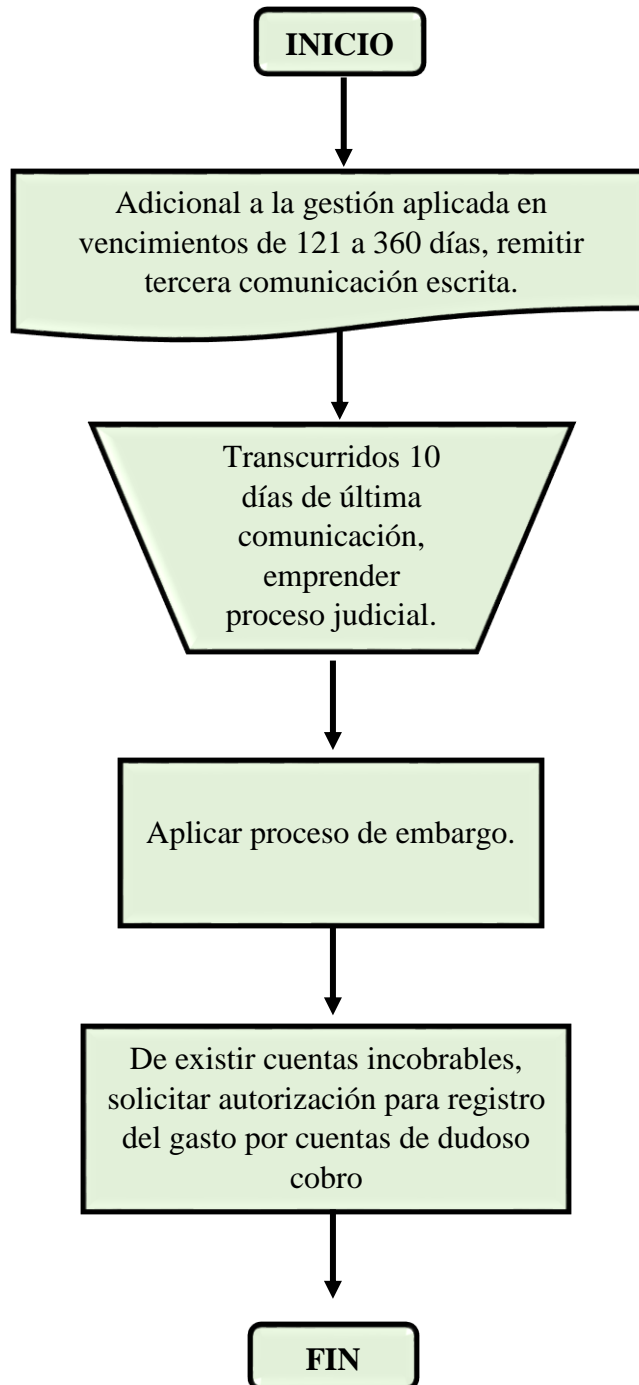 INICIO
Adicional a la gestión aplicada en
vencimientos de 121 a 360 días, remitir
tercera comunicación escrita.
Transcurridos 10
días de última
comunicación,
emprender
proceso judicial.
Aplicar proceso de embargo.
De existir cuentas incobrables,
solicitar autorización para registro
del gasto por cuentas de dudoso
cobro
FIN